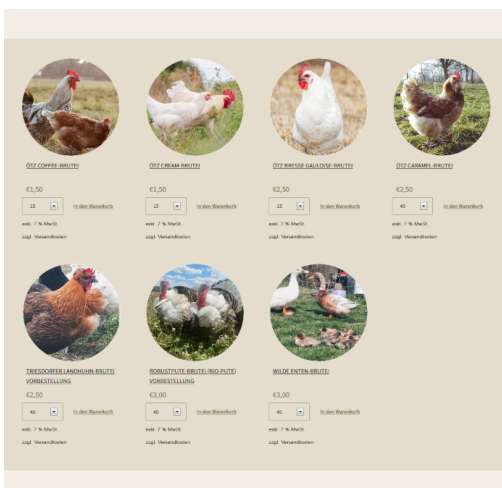 ÖTZ COFFEE-BRUTEI
€1,50
15
In den Warenkorb
exkl. 7 % MwSt.
zzgl. Versandkosten
ÖTZ CREAM-BRUTEI
€1,50
15
In den Warenkorb
exkl. 7 % MwSt.
zzgl. Versandkosten
ÖTZ BRESSE GAULOISE-BRUTEI
€2,50
15
In den Warenkorb
exkl. 7 % MwSt.
zzgl. Versandkosten
ÖTZ CARAMEL-BRUTEI
€2,50
40
In den Warenkorb
exkl. 7 % MwSt.
zzgl. Versandkosten
TRIESDORFER LANDHUHN-BRUTEI
VORBESTELLUNG
€2,50
40
In den Warenkorb
exkl. 7 % MwSt.
zzgl. Versandkosten
ROBUSTPUTE-BRUTEI (BIO-PUTE)
VORBESTELLUNG
€3,00
40
In den Warenkorb
exkl. 7 % MwSt.
zzgl. Versandkosten
WILDE ENTEN-BRUTEI
€3,00
40
In den Warenkorb
exkl. 7 % MwSt.
zzgl. Versandkosten